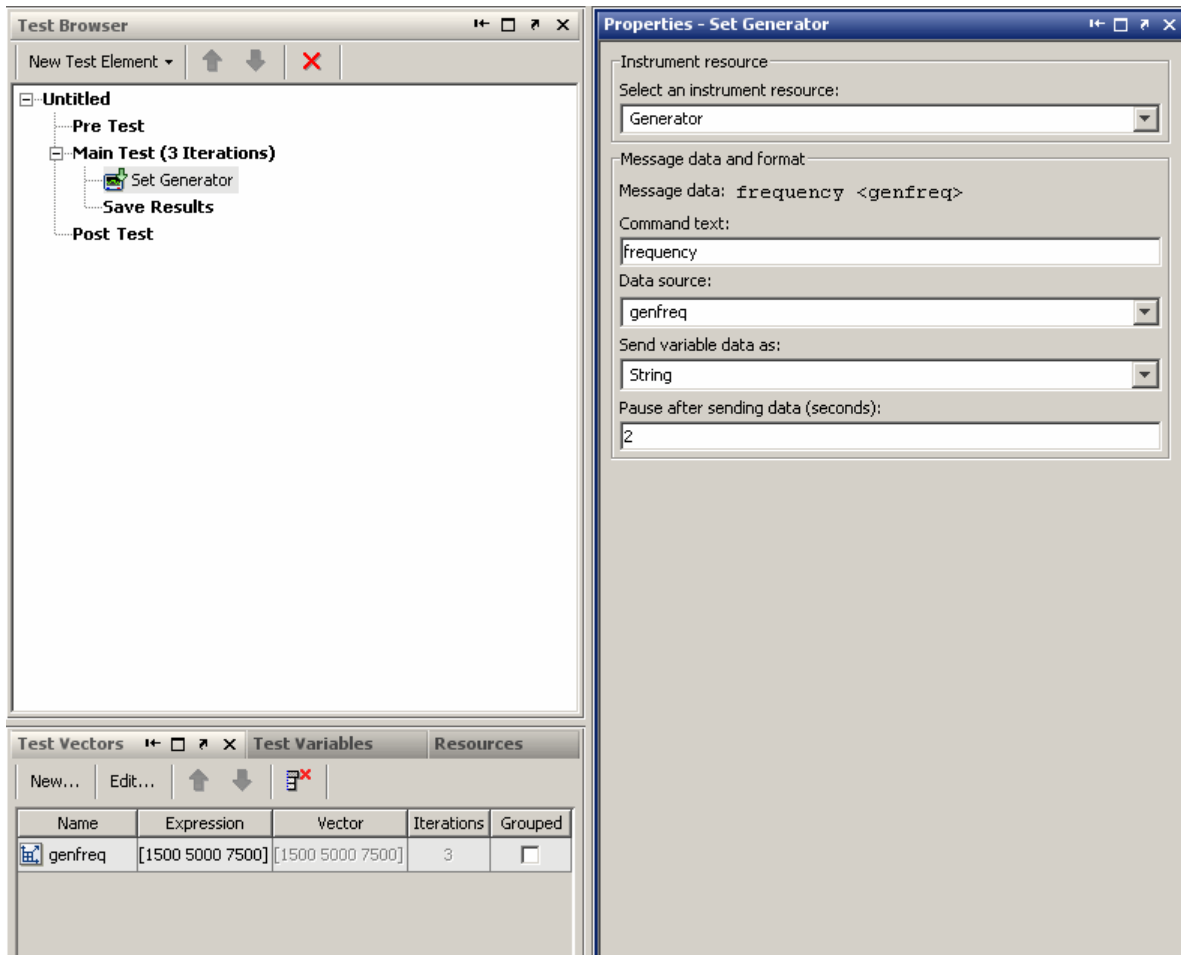 Test Browser
New Test Element
Untitled
Pre Test
Main Test (3 Iterations)
Set Generator
Save Results
Post Test
Test Vectors Test Variables Resources
New... Edit...
Name Expression Vector Iterations Grouped
genfreq [1500 5000 7500] [1500 5000 7500] 3
Properties - Set Generator
Instrument resource
Select an instrument resource:
Generator
Message data and format
Message data: frequency <genfreq>
Command text:
frequency
Data source:
genfreq
Send variable data as:
String
Pause after sending data (seconds):
2